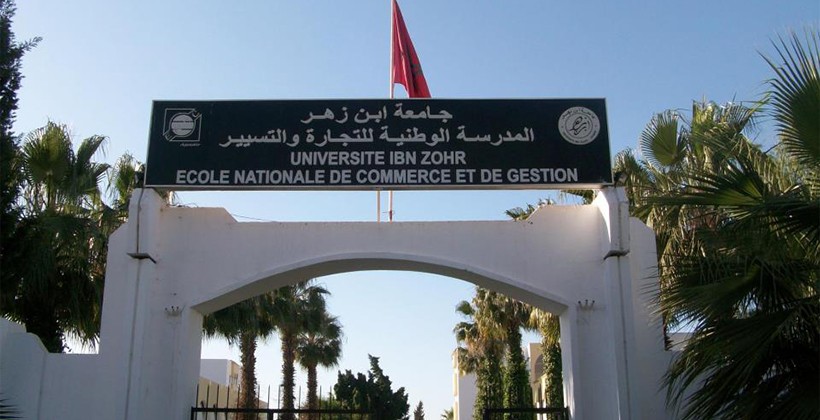 جامعة ابن زهر
المدرسة الوطنية للتجارة والتسيير
UNIVERSITE IBN ZOHR
ECOLE NATIONALE DE COMMERCE ET DE GESTION